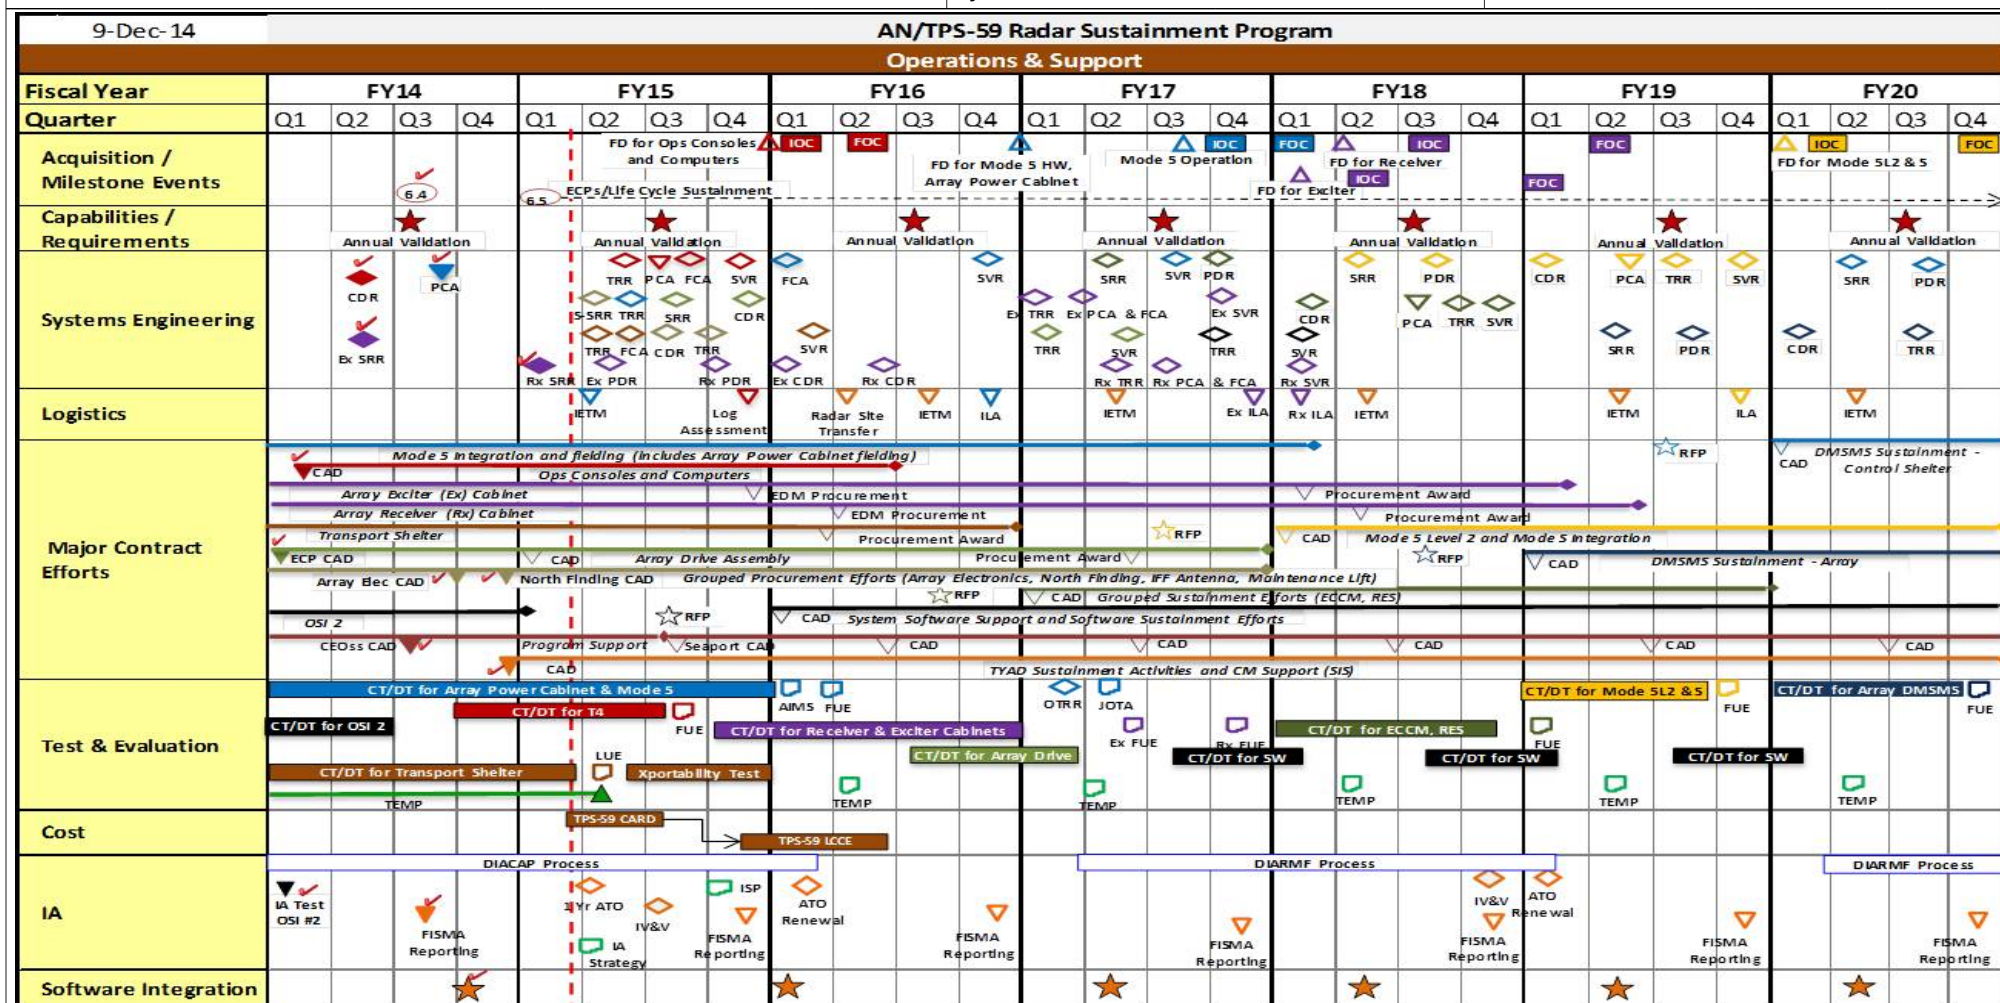 9-Dec-14
AN/TPS-59 Radar Sustainment Program
Operations & Support
Fiscal Year FY14 FY15 FY16 FY17 FY18 FY19 FY20
Quarter Q1 Q2 Q3 Q4 Q1 Q2 Q3 Q4 Q1 Q2 Q3 Q4 Q1 Q2 Q3 Q4 Q1 Q2 Q3 Q4 Q1 Q2 Q3 Q4 Q1 Q2 Q3 Q4
Acquisition /
Milestone Events
6.4
6.5
ECPs/Life Cycle Sustainment
FD for Ops Consoles
and Computers
IOC FOC
FD for Mode 5 HW,
Array Power Cabinet
Mode 5 Operation
IOC FOC
FD for Exciter
FD for Receiver
IOC
IOC
FOC
FOC
FD for Mode 5L2 & 5
IOC FOC
Capabilities /
Requirements
Annual Validation Annual Validation Annual Validation Annual Validation Annual Validation Annual Validation Annual Validation
Systems Engineering
CDR PCA TRR PCA FCA SVR FCA SVR SRR SVR PDR SRR PDR CDR PCA TRR SVR SRR PDR
S-SRR TRR SRR CDR Ex TRR Ex PCA & FCA Ex SVR CDR PCA TRR SVR
Ex SRR TRR FCA CDR TRR SVR TRR SVR TRR SVR SRR PDR CDR TRR
Rx SRR Ex PDR Rx PDR Ex CDR Rx CDR Rx TRR Rx PCA & FCA Rx SVR
Logistics
IETM Log
Assessment
Radar Site
Transfer
IETM ILA IETM Ex ILA Rx ILA IETM IETM ILA IETM
Major Contract
Efforts
Mode 5 Integration and fielding (includes Array Power Cabinet fielding)
RFP
CAD
DMSMS Sustainment -
Control Shelter
CAD Ops Consoles and Computers
Array Exciter (Ex) Cabinet EDM Procurement Procurement Award
Array Receiver (Rx) Cabinet EDM Procurement Procurement Award
Transport Shelter Procurement Award RFP CAD Mode 5 Level 2 and Mode 5 Integration
ECP CAD CAD Array Drive Assembly Procurement Award RFP CAD DMSMS Sustainment - Array
Array Elec CAD North Finding CAD Grouped Procurement Efforts (Array Electronics, North Finding, IFF Antenna, Maintenance Lift)
RFP CAD Grouped Sustainment Efforts (ECCM, RES)
OSI 2 RFP CAD System Software Support and Software Sustainment Efforts
CEOss CAD Program Support Seaport CAD CAD CAD CAD CAD CAD
CAD TYAD Sustainment Activities and CM Support (SIS)
Test & Evaluation
CT/DT for Array Power Cabinet & Mode 5 AIMS FUE OTRR JOTA CT/DT for Mode 5L2 & 5 FUE CT/DT for Array DMSMS FUE
CT/DT for T4 FUE
CT/DT for OSI 2 CT/DT for Receiver & Exciter Cabinets Ex FUE Rx FUE CT/DT for ECCM, RES FUE
LUE CT/DT for Array Drive CT/DT for SW CT/DT for SW CT/DT for SW
CT/DT for Transport Shelter Xportability Test
TEMP TEMP TEMP TEMP TEMP TEMP
Cost
TPS-59 CARD
TPS-59 LCCE
IA
DIACAP Process DIARMF Process DIARMF Process
IA Test
OSI #2
FISMA
Reporting
1 Yr ATO
IV&V
IA
Strategy
ISP
FISMA
Reporting
ATO
Renewal
FISMA
Reporting
FISMA
Reporting
IV&V
FISMA
Reporting
ATO
Renewal
FISMA
Reporting
FISMA
Reporting
Software Integration